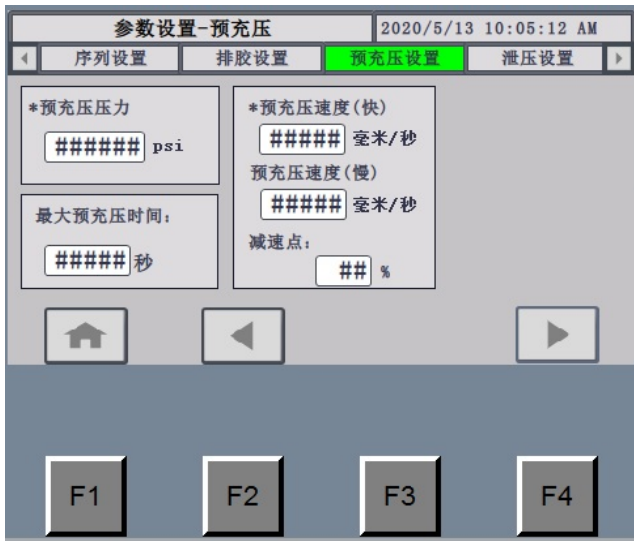 参数设置-预充压 2020/5/13 10:05:12 AM
序列设置 排胶设置 预充压设置 泄压设置
*预充压压力
###### psi
最大预充压时间:
#####秒
*预充压速度(快)
##### 毫米/秒
预充压速度(慢)
##### 毫米/秒
减速点:
## %
F1 F2 F3 F4